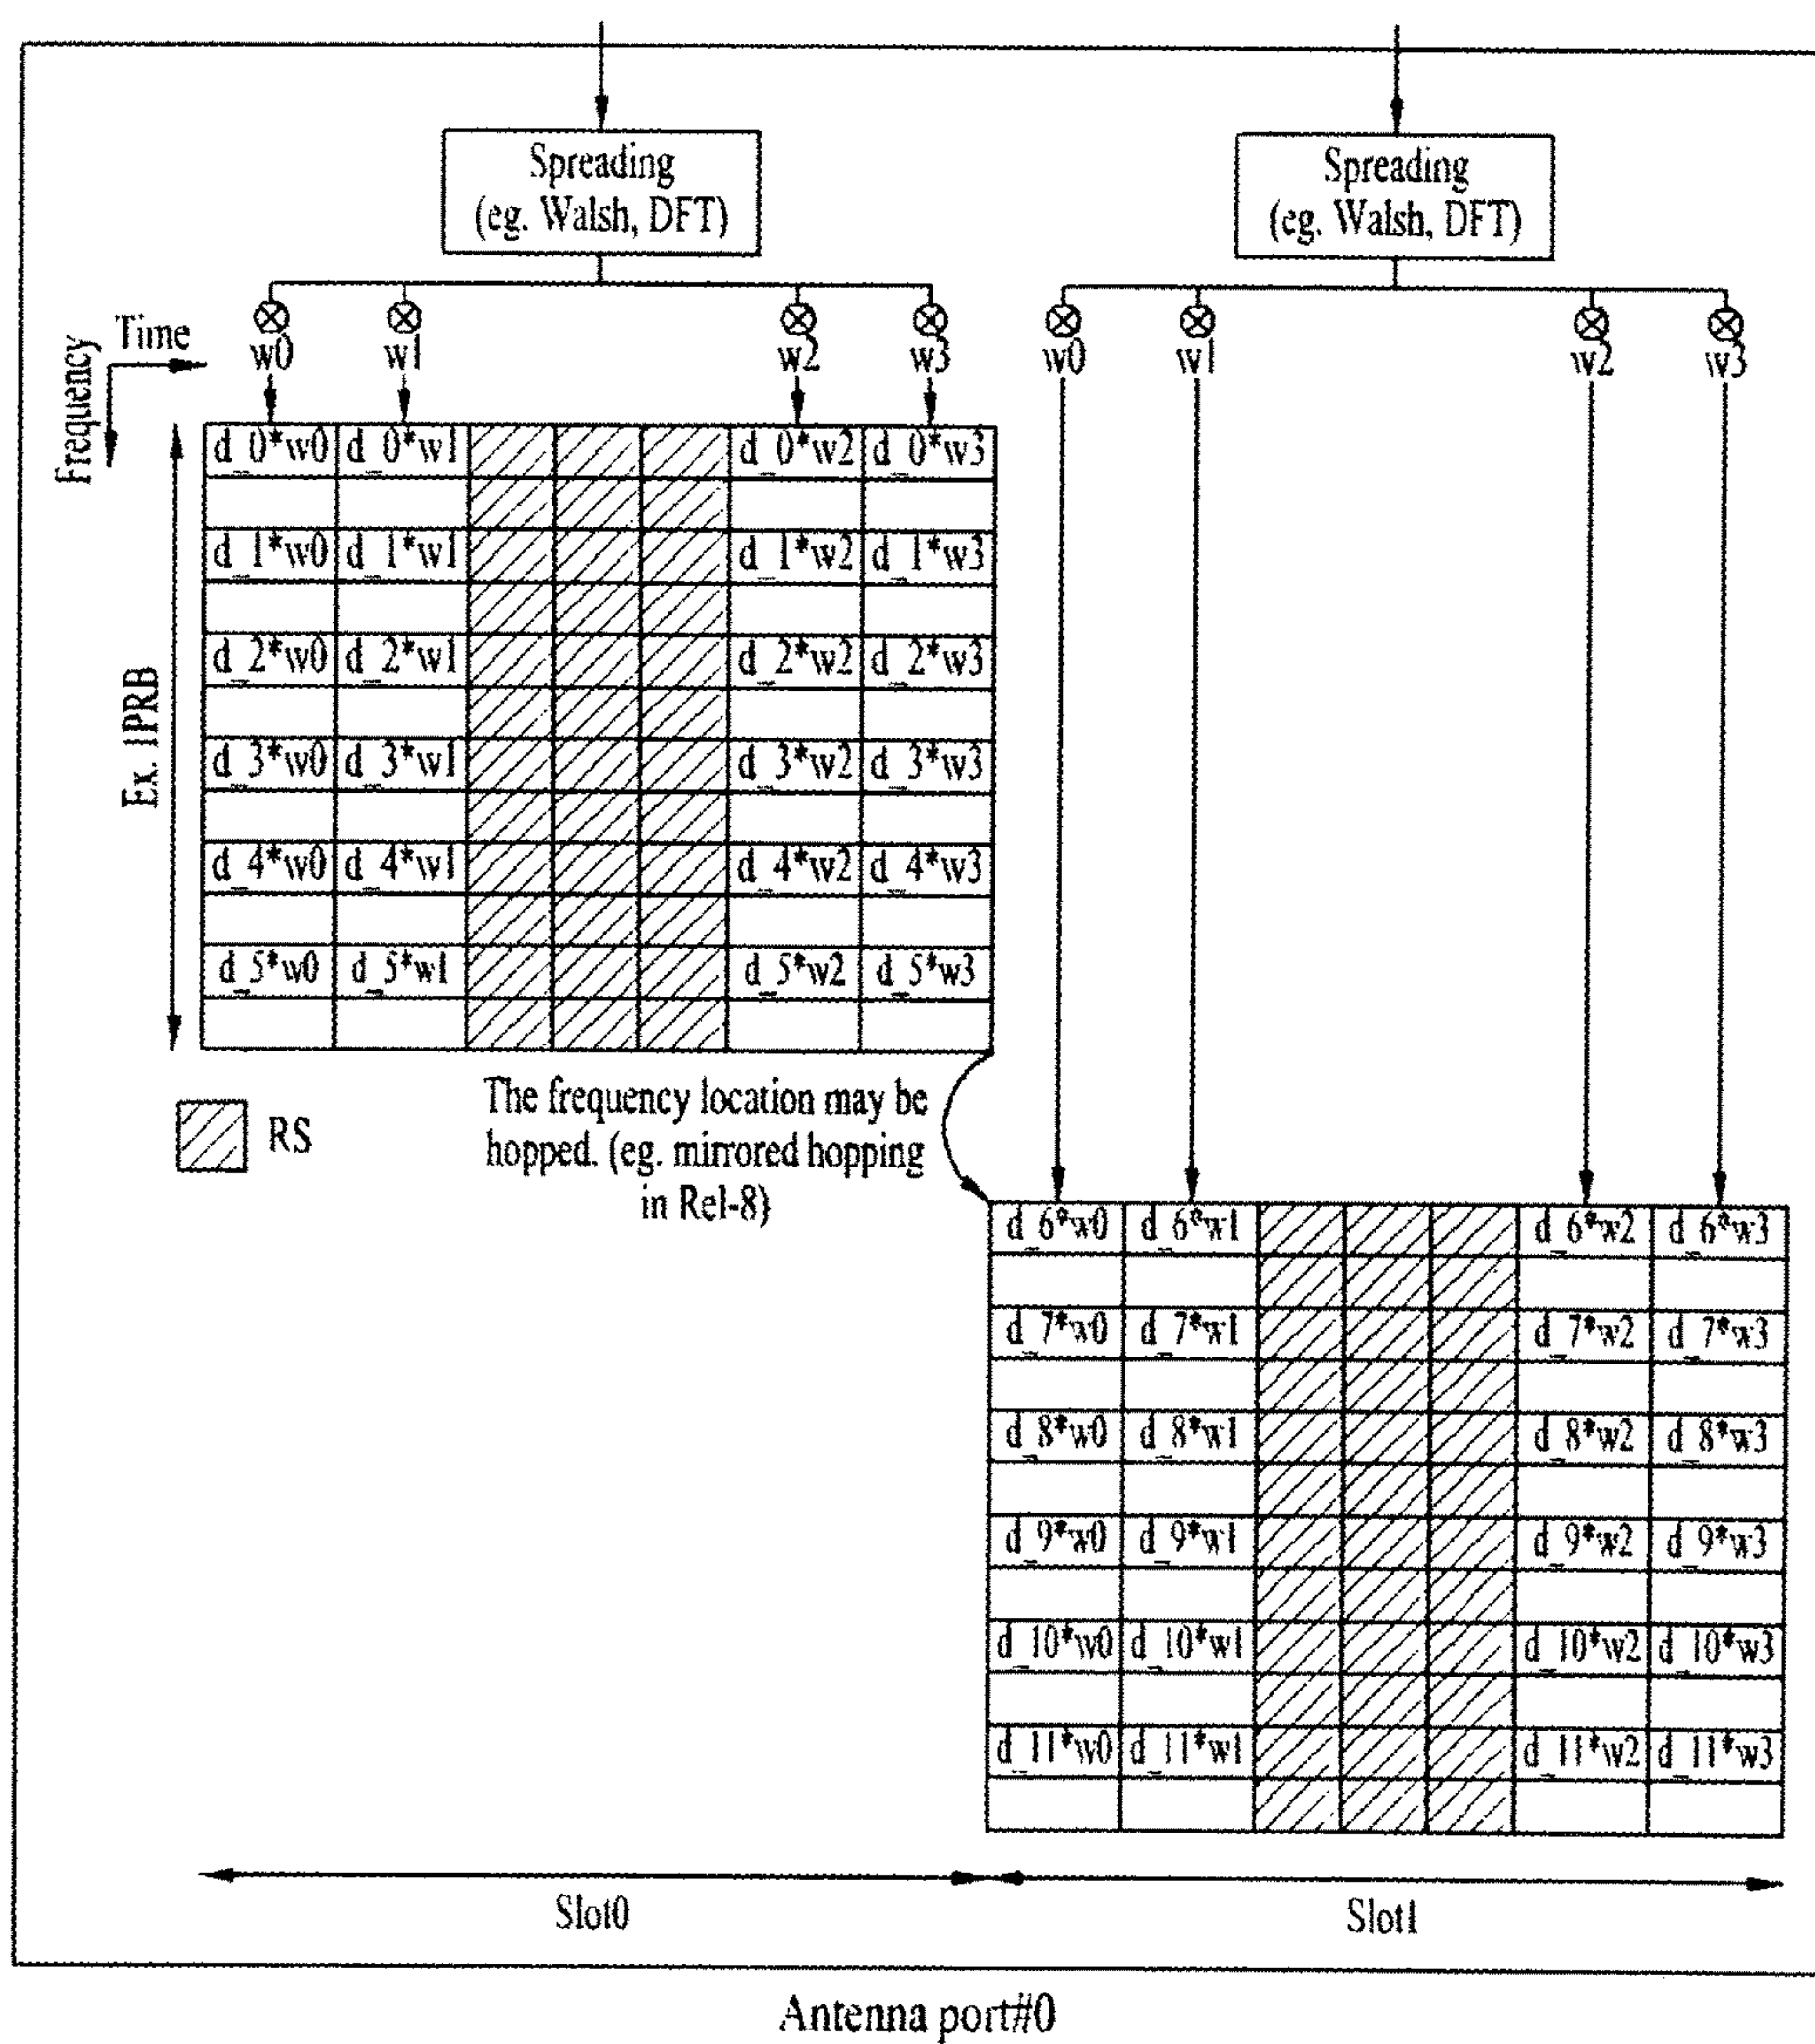 Spreading
(eg. Walsh, DFT)
Spreading
(eg. Walsh, DFT)
Time
Frequency
w0 w1 w2 w3
w0 w1 w2 w3
Ex. 1PRB
d_0*w0 d_0*w1 d_0*w2 d_0*w3
d_1*w0 d_1*w1 d_1*w2 d_1*w3
d_2*w0 d_2*w1 d_2*w2 d_2*w3
d_3*w0 d_3*w1 d_3*w2 d_3*w3
d_4*w0 d_4*w1 d_4*w2 d_4*w3
d_5*w0 d_5*w1 d_5*w2 d_5*w3
RS
The frequency location may be
hopped. (eg. mirrored hopping
in Rel-8)
d_6*w0 d_6*w1 d_6*w2 d_6*w3
d_7*w0 d_7*w1 d_7*w2 d_7*w3
d_8*w0 d_8*w1 d_8*w2 d_8*w3
d_9*w0 d_9*w1 d_9*w2 d_9*w3
d_10*w0 d_10*w1 d_10*w2 d_10*w3
d_11*w0 d_11*w1 d_11*w2 d_11*w3
Slot0 Slot1
Antenna port#0